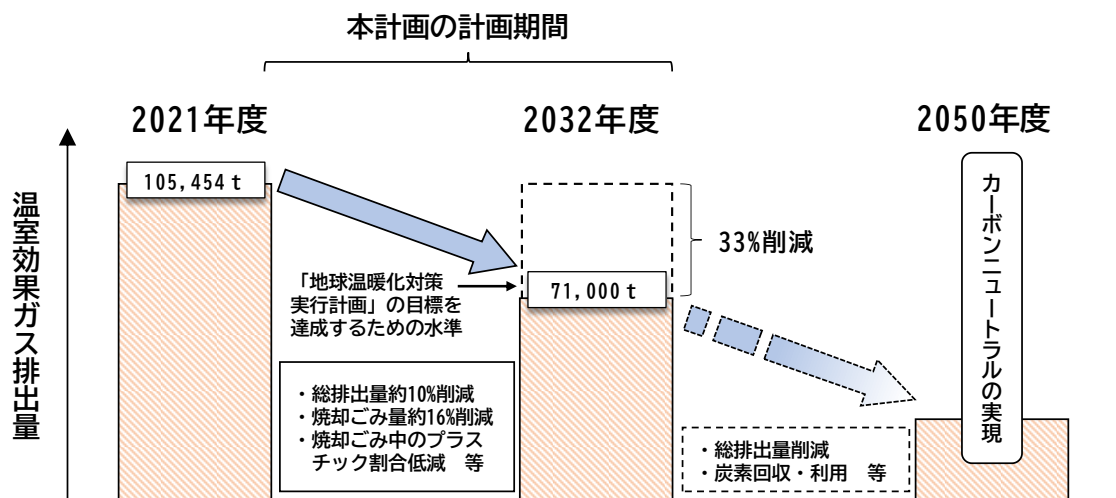 本計画の計画期間
2021年度
2032年度
2050年度
温室効果ガス排出量
105,454t
33%削減
「地球温暖化対策
実行計画」の目標を
達成するための水準
71,000t
・総排出量約10%削減
・焼却ごみ量約16%削減
・焼却ごみ中のプラス
チック割合低減　等
・総排出量削減
・炭素回収・利用　等
カーボンニュートラルの実現